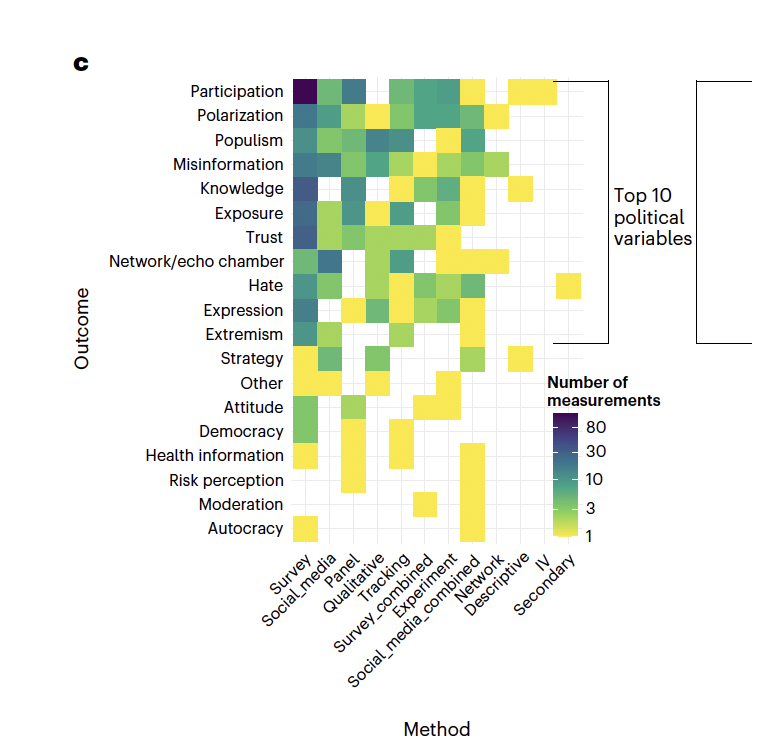 c
Outcome
Participation
Polarization
Populism
Misinformation
Knowledge
Exposure
Trust
Network/echo chamber
Hate
Expression
Extremism
Strategy
Other
Attitude
Democracy
Health information
Risk perception
Moderation
Autocracy
Top 10
political
variables
Number of
measurements
80
30
10
3
1
Survey
Social_media
Panel
Qualitative
Tracking
Survey_combined
Experiment
Social_media_combined
Network
Descriptive
IV
Secondary
Method